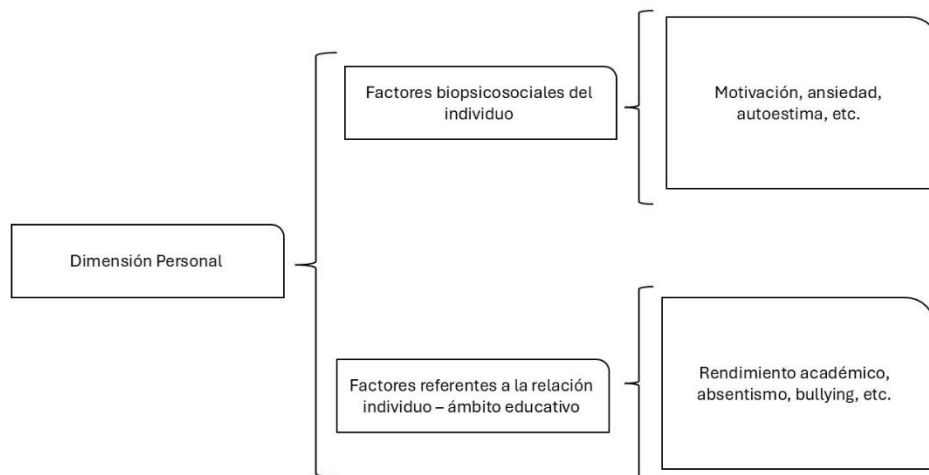 Dimensión Personal
Factores biopsicosociales del
individuo
Motivación, ansiedad,
autoestima, etc.
Factores referentes a la relación
individuo – ámbito educativo
Rendimiento académico,
absentismo, bullying, etc.